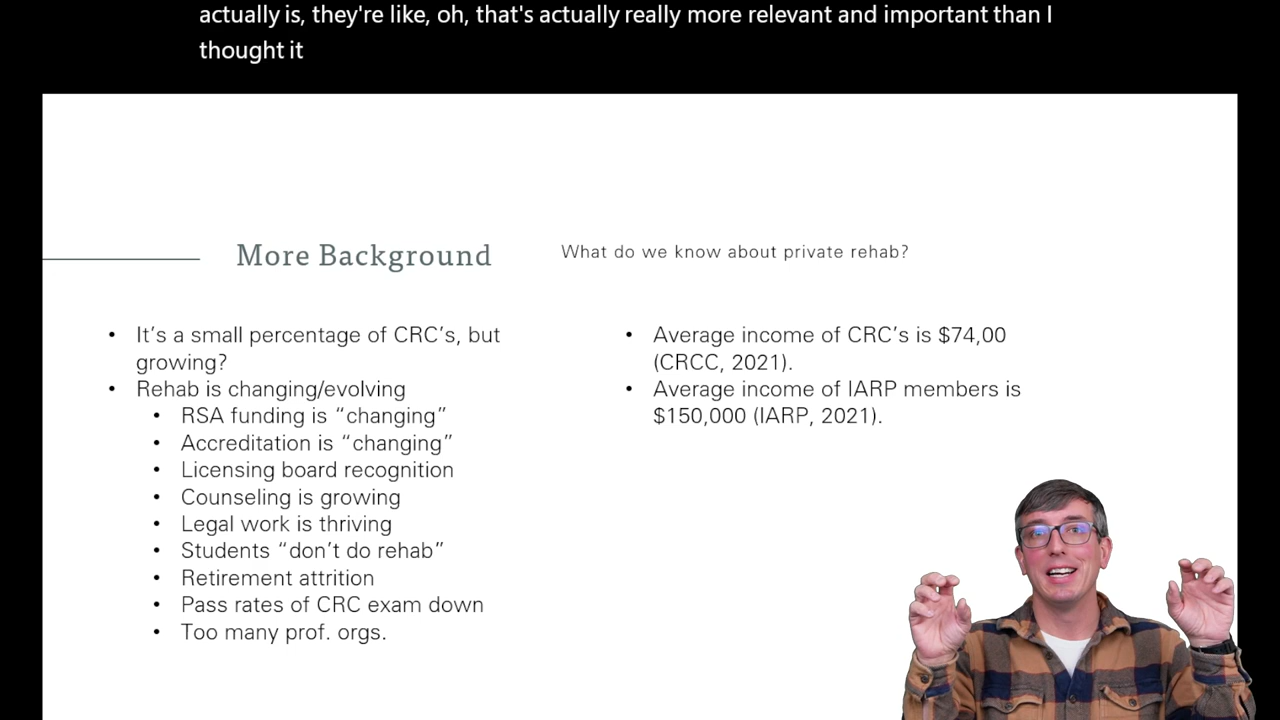 actually is, they're like, oh, that's actually really more relevant and important than I
thought it
More Background
What do we know about private rehab?
• It's a small percentage of CRC's, but
growing?
• Rehab is changing/evolving
• RSA funding is “changing”
• Accreditation is “changing”
• Licensing board recognition
• Counseling is growing
• Legal work is thriving
• Students “don't do rehab”
• Retirement attrition
• Pass rates of CRC exam down
• Too many prof. orgs.
• Average income of CRC's is $74,00
(CRCC, 2021).
• Average income of IARP members is
$150,000 (IARP, 2021).